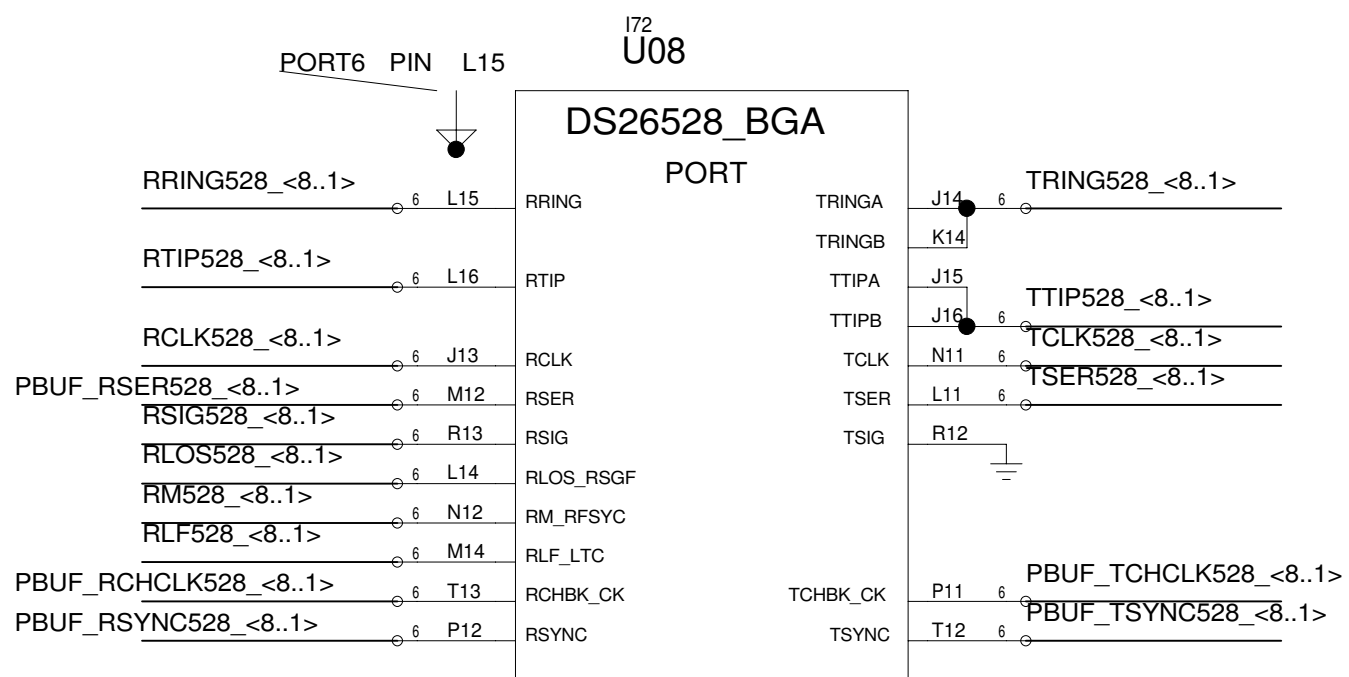 I72
U08
PORT6 PIN L15
DS26528_BGA
PORT
RRING528_<8..1>
6 L15 RRING
TRINGA J14 6
TRING528_<8..1>
TRINGB K14
RTIP528_<8..1>
6 L16 RTIP
TTIPA J15
TTIPB J16 6
TTIP528_<8..1>
RCLK528_<8..1>
6 J13 RCLK
TCLK N11 6
TCLK528_<8..1>
PBUF_RSER528_<8..1>
6 M12 RSER
TSER L11 6
TSER528_<8..1>
RSIG528_<8..1>
6 R13 RSIG
TSIG R12
RLOS528_<8..1>
6 L14 RLOS_RSGF
RM528_<8..1>
6 N12 RM_RFSYC
RLF528_<8..1>
6 M14 RLF_LTC
PBUF_RCHCLK528_<8..1>
6 T13 RCHBK_CK
TCHBK_CK P11 6
PBUF_TCHCLK528_<8..1>
PBUF_RSYNC528_<8..1>
6 P12 RSYNC
TSYNC T12 6
PBUF_TSYNC528_<8..1>